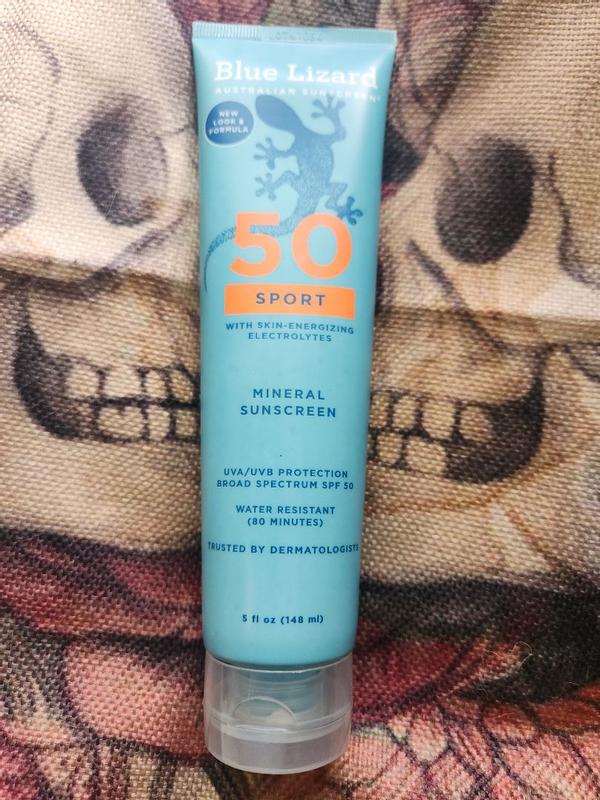 Blue Lizard
AUSTRALIAN SUNSCREEN
NEW
LOOK &
FORMULA
50
SPORT
WITH SKIN-ENERGIZING
ELECTROLYTES
MINERAL
SUNSCREEN
UVA/UVB PROTECTION
BROAD SPECTRUM SPF 50
WATER RESISTANT
(80 MINUTES)
TRUSTED BY DERMATOLOGISTS
5 fl oz (148 ml)